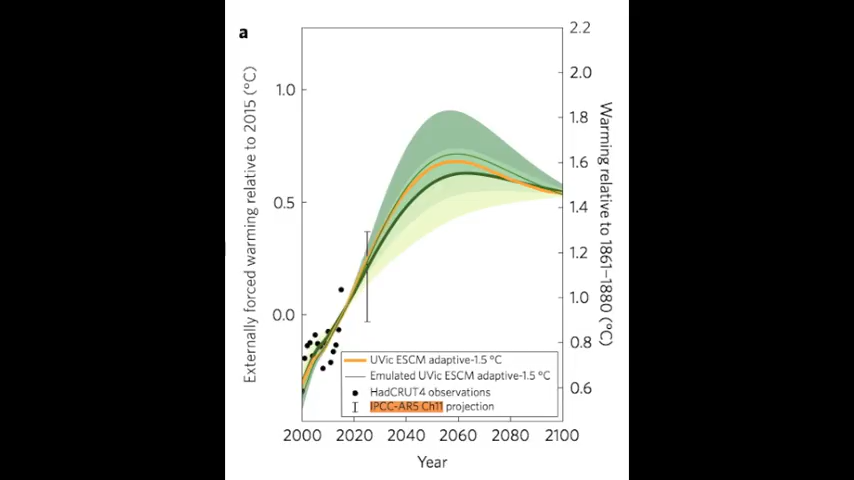 a
Externally forced warming relative to 2015 (°C)
1.0
0.5
0.0
2.2
2.0
1.8
1.6
1.4
1.2
1.0
0.8
0.6
Warming relative to 1861–1880 (°C)
UVic ESCM adaptive-1.5 °C
Emulated UVic ESCM adaptive-1.5 °C
HadCRUT4 observations
IPCC-AR5 Ch11 projection
2000 2020 2040 2060 2080 2100
Year